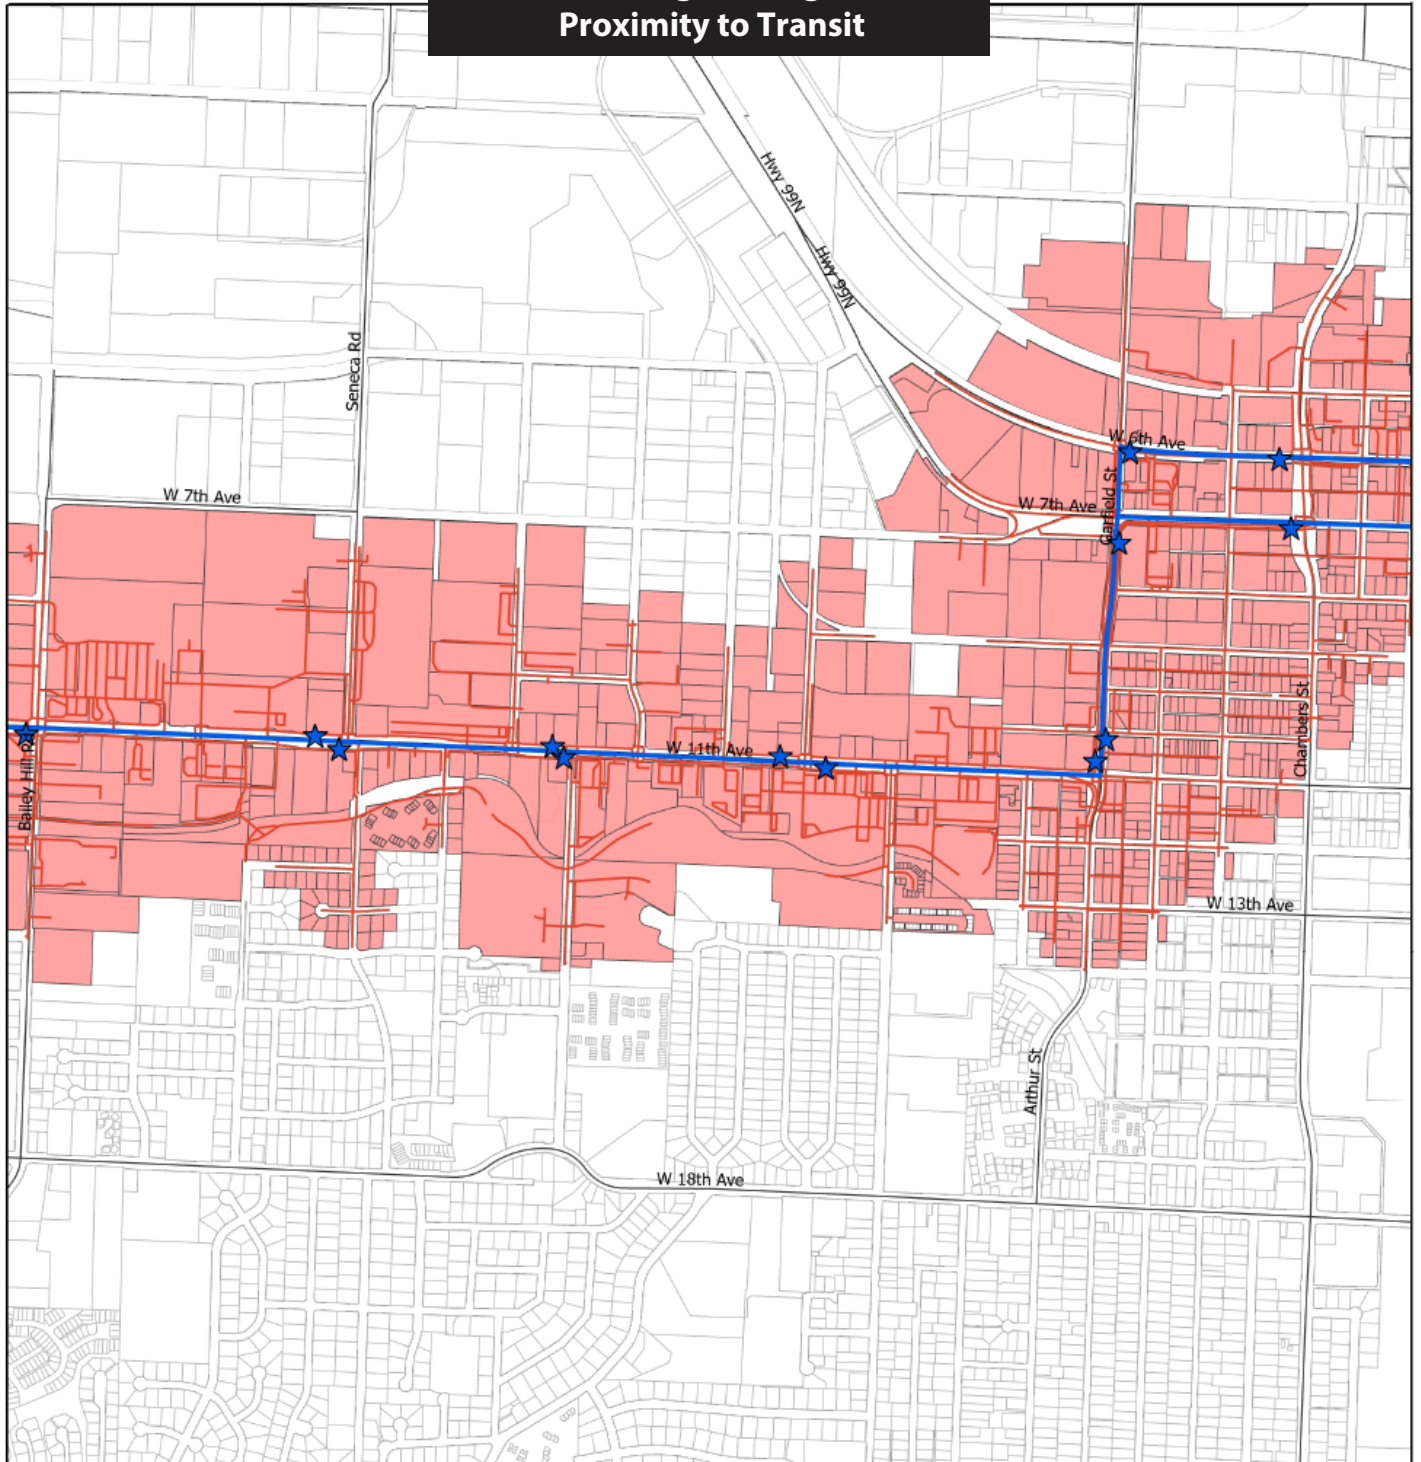 Proximity to Transit
Hwy 99N
Hwy 99N
Seneca Rd
W 6th Ave
W 7th Ave
W 7th Ave
Garfield St
W 11th Ave
Chambers St
Bailey Hill Rd
W 13th Ave
Arthur St
W 18th Ave